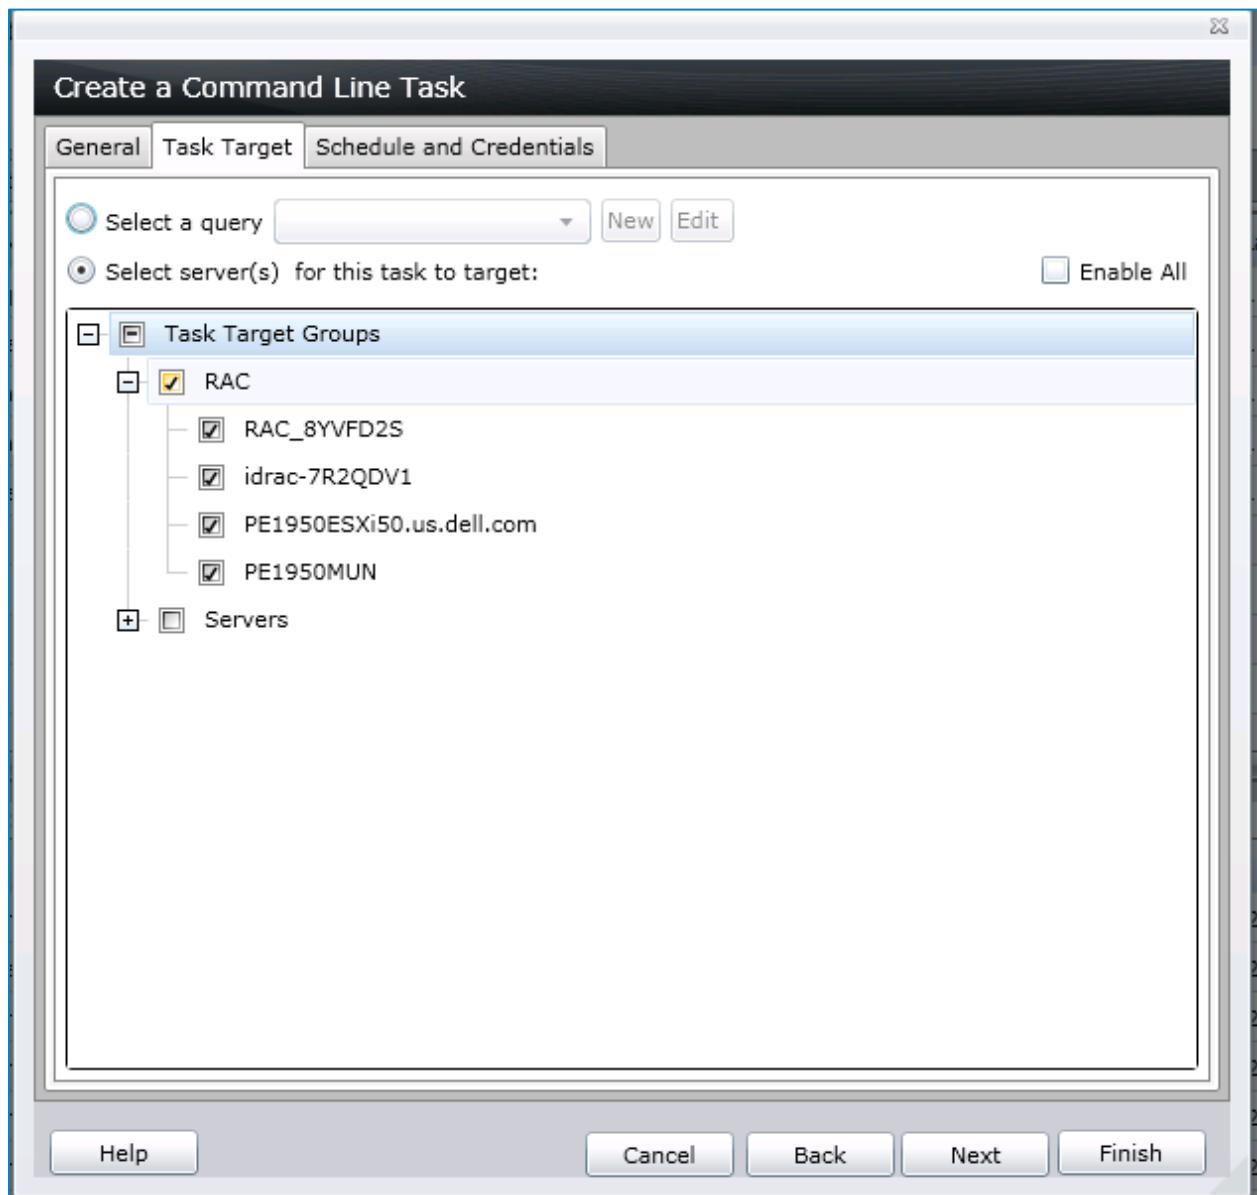 Create a Command Line Task
General Task Target Schedule and Credentials
Select a query New Edit
Select server(s) for this task to target: Enable All
Task Target Groups
RAC
RAC_8YVFD2S
idrac-7R2QDV1
PE1950ESXi50.us.dell.com
PE1950MUN
Servers
Help Cancel Back Next Finish